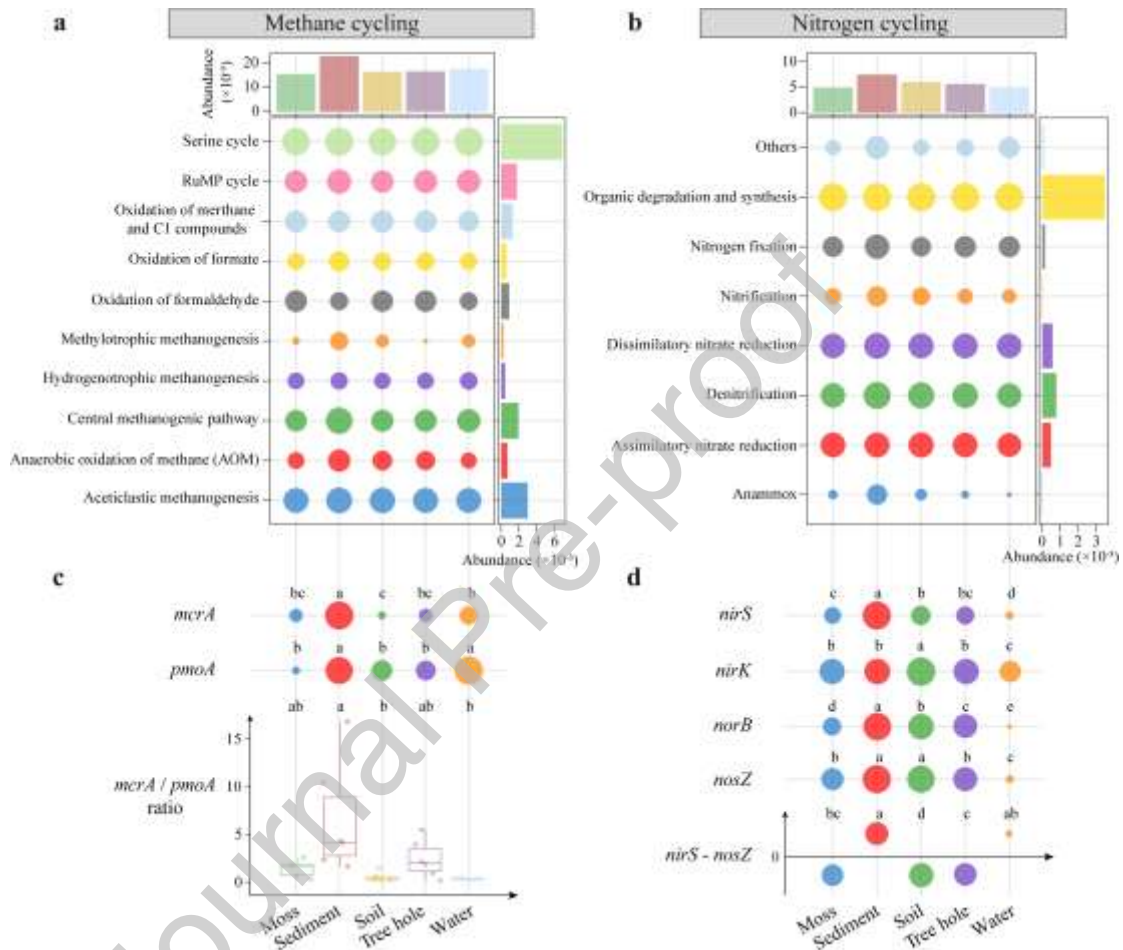 a
Methane cycling
Abundance
(×10⁻³)
20
10
0
Serine cycle
RuMP cycle
Oxidation of merthane
and C1 compounds
Oxidation of formate
Oxidation of formaldehyde
Methylotrophic methanogenesis
Hydrogenotrophic methanogenesis
Central methanogenic pathway
Anaerobic oxidation of methane (AOM)
Aceticlastic methanogenesis
0 2 4 6
Abundance (×10⁻³)
b
Nitrogen cycling
10
5
0
Others
Organic degradation and synthesis
Nitrogen fixation
Nitrification
Dissimilatory nitrate reduction
Denitrification
Assimilatory nitrate reduction
Anammox
0 1 2 3
Abundance (×10⁻³)
c
bc a c bc b
mcrA
b a b b a
pmoA
ab a b ab b
15
10
5
0
mcrA / pmoA
ratio
Moss
Sediment
Soil
Tree hole
Water
d
c a b bc d
nirS
b b a b c
nirK
d a b c e
norB
b a a b c
nosZ
bc a d c ab
nirS - nosZ
0
Moss
Sediment
Soil
Tree hole
Water
Journal Pre-proof